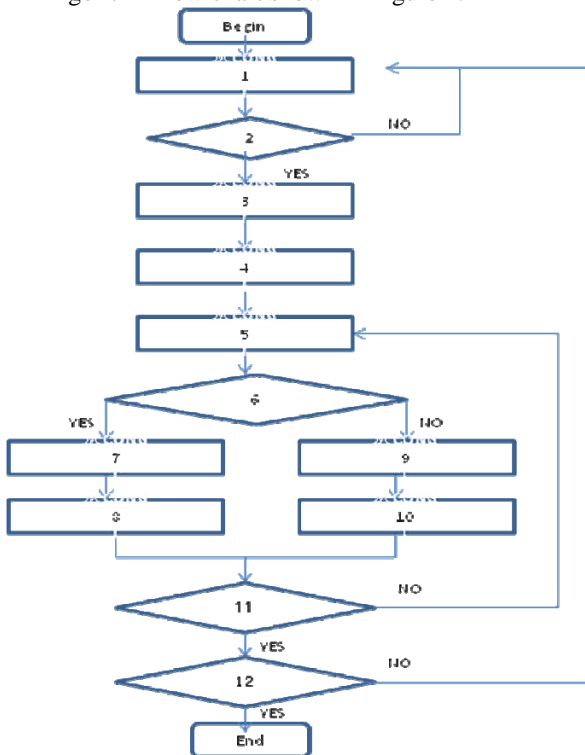 Begin
1
2
NO
YES
3
4
5
6
YES
NO
7
9
8
10
11
NO
YES
12
NO
YES
End